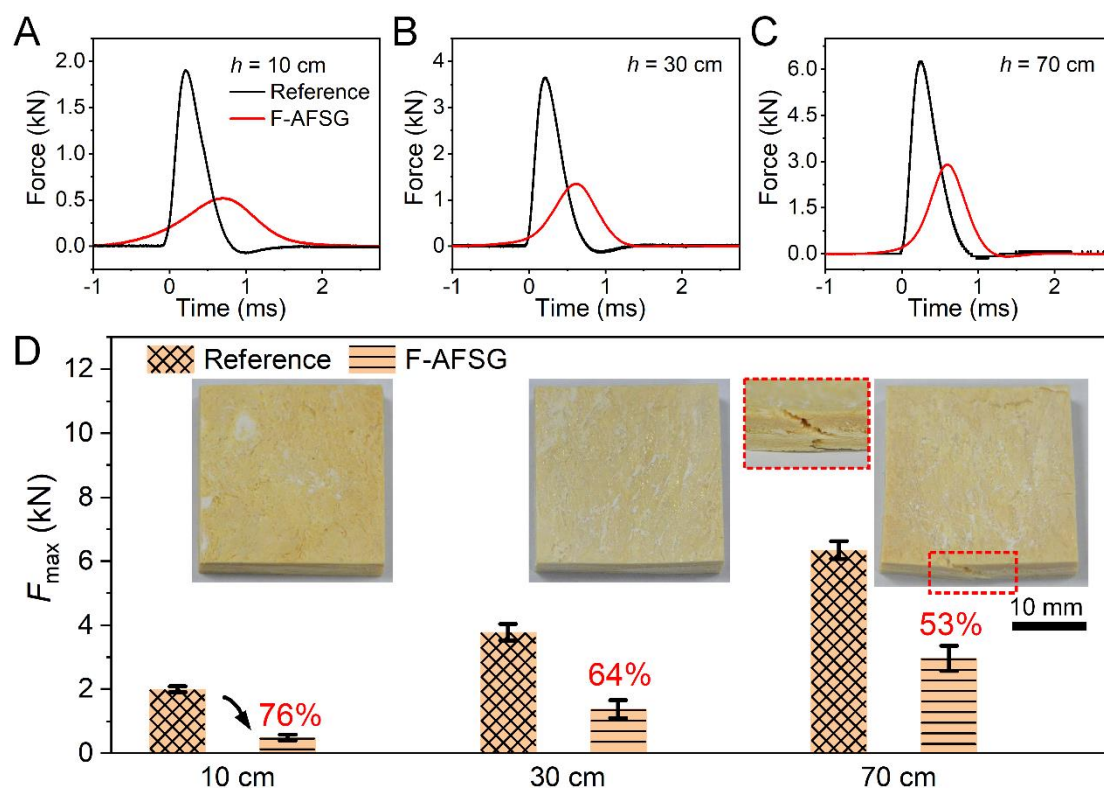 A
B
C
2.0
1.5
1.0
0.5
0.0
Force (kN)
h = 10 cm
Reference
F-AFSG
-1
0
1
2
Time (ms)
4
3
2
1
0
Force (kN)
h = 30 cm
-1
0
1
2
Time (ms)
6.0
4.5
3.0
1.5
0.0
Force (kN)
h = 70 cm
-1
0
1
2
Time (ms)
D
Reference
F-AFSG
12
10
8
6
4
2
0
Fmax (kN)
76%
64%
53%
10 mm
10 cm
30 cm
70 cm